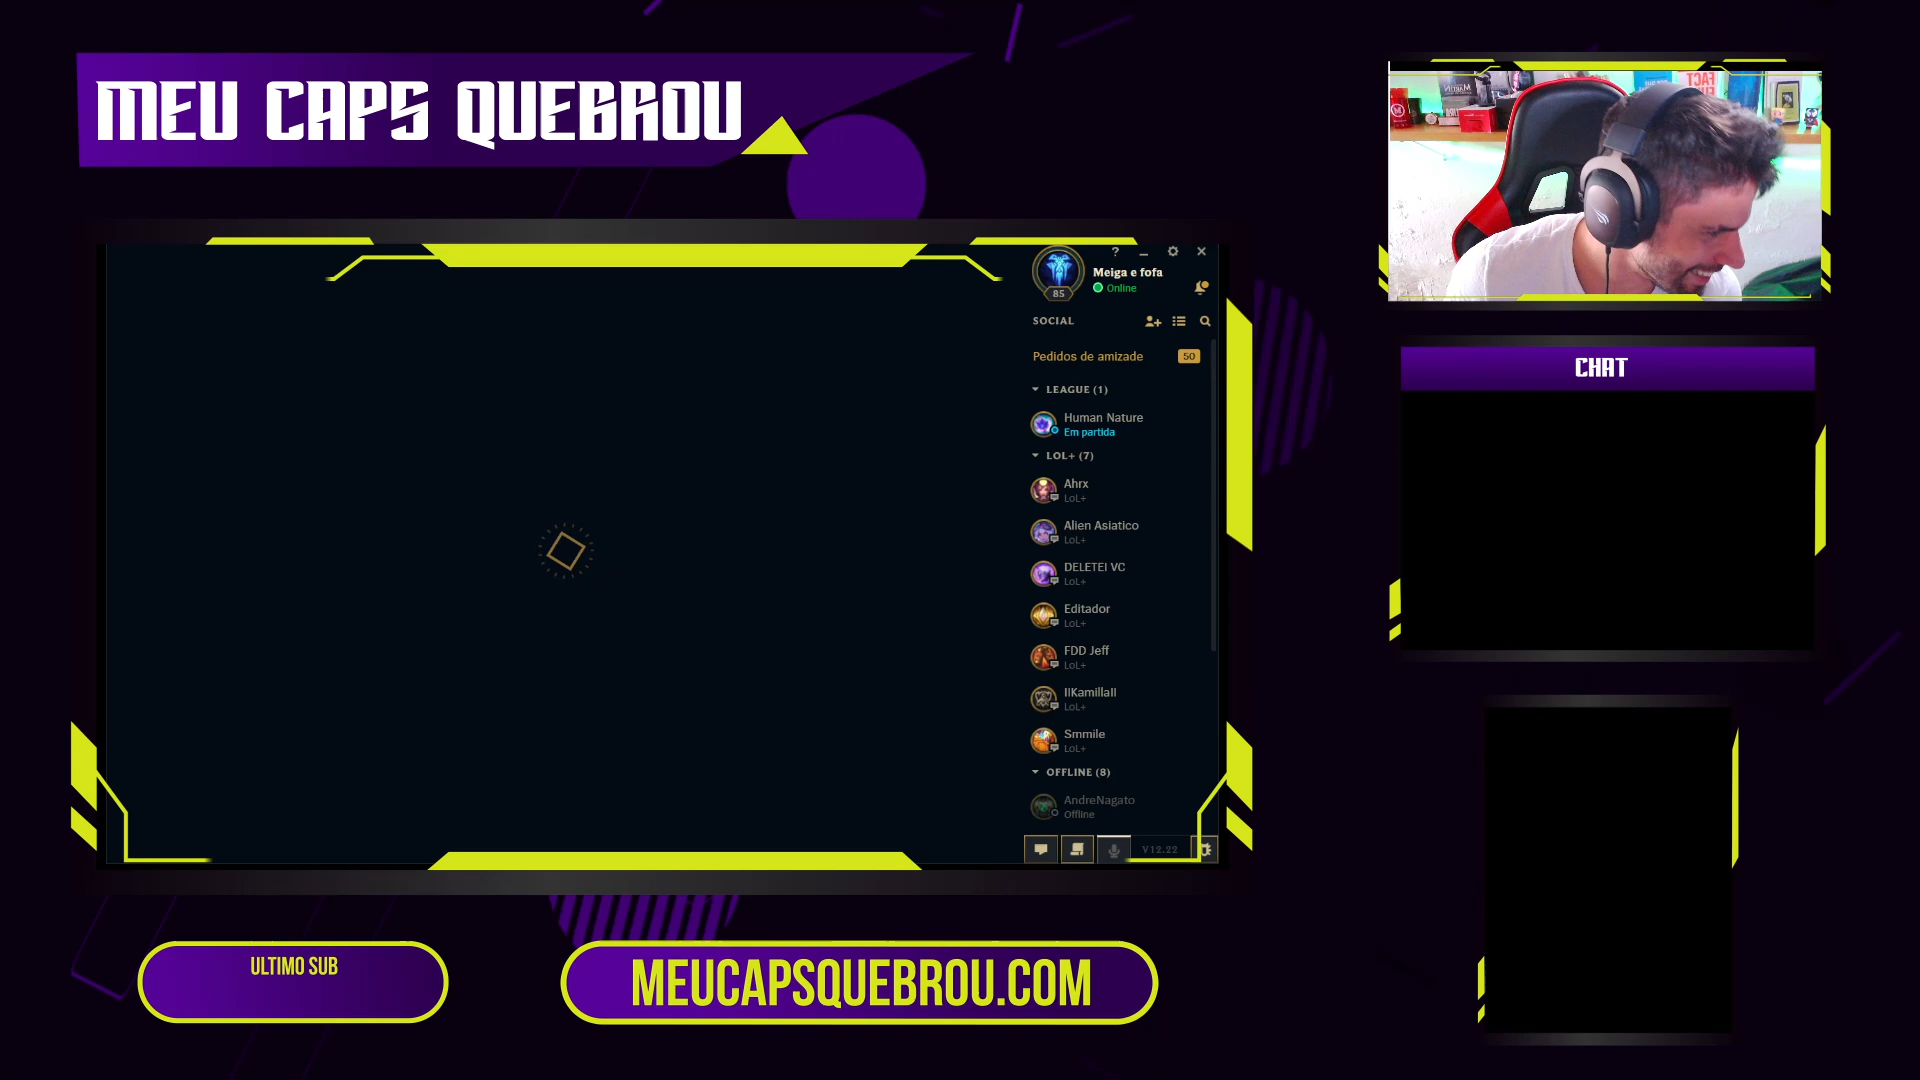 MEU CAPS QUEBROU
FACT
?
Meiga e fofa
85
Online
SOCIAL
Pedidos de amizade
50
LEAGUE (1)
Human Nature
Em partida
LOL+ (7)
Ahrx
LoL+
Alien Asiatico
LoL+
DELETEI VC
LoL+
Editador
LoL+
FDD Jeff
LoL+
IIKamillaII
LoL+
Smmile
LoL+
OFFLINE (8)
AndreNagato
Offline
V12.22
CHAT
ULTIMO SUB
MEUCAPSQUEBROU.COM